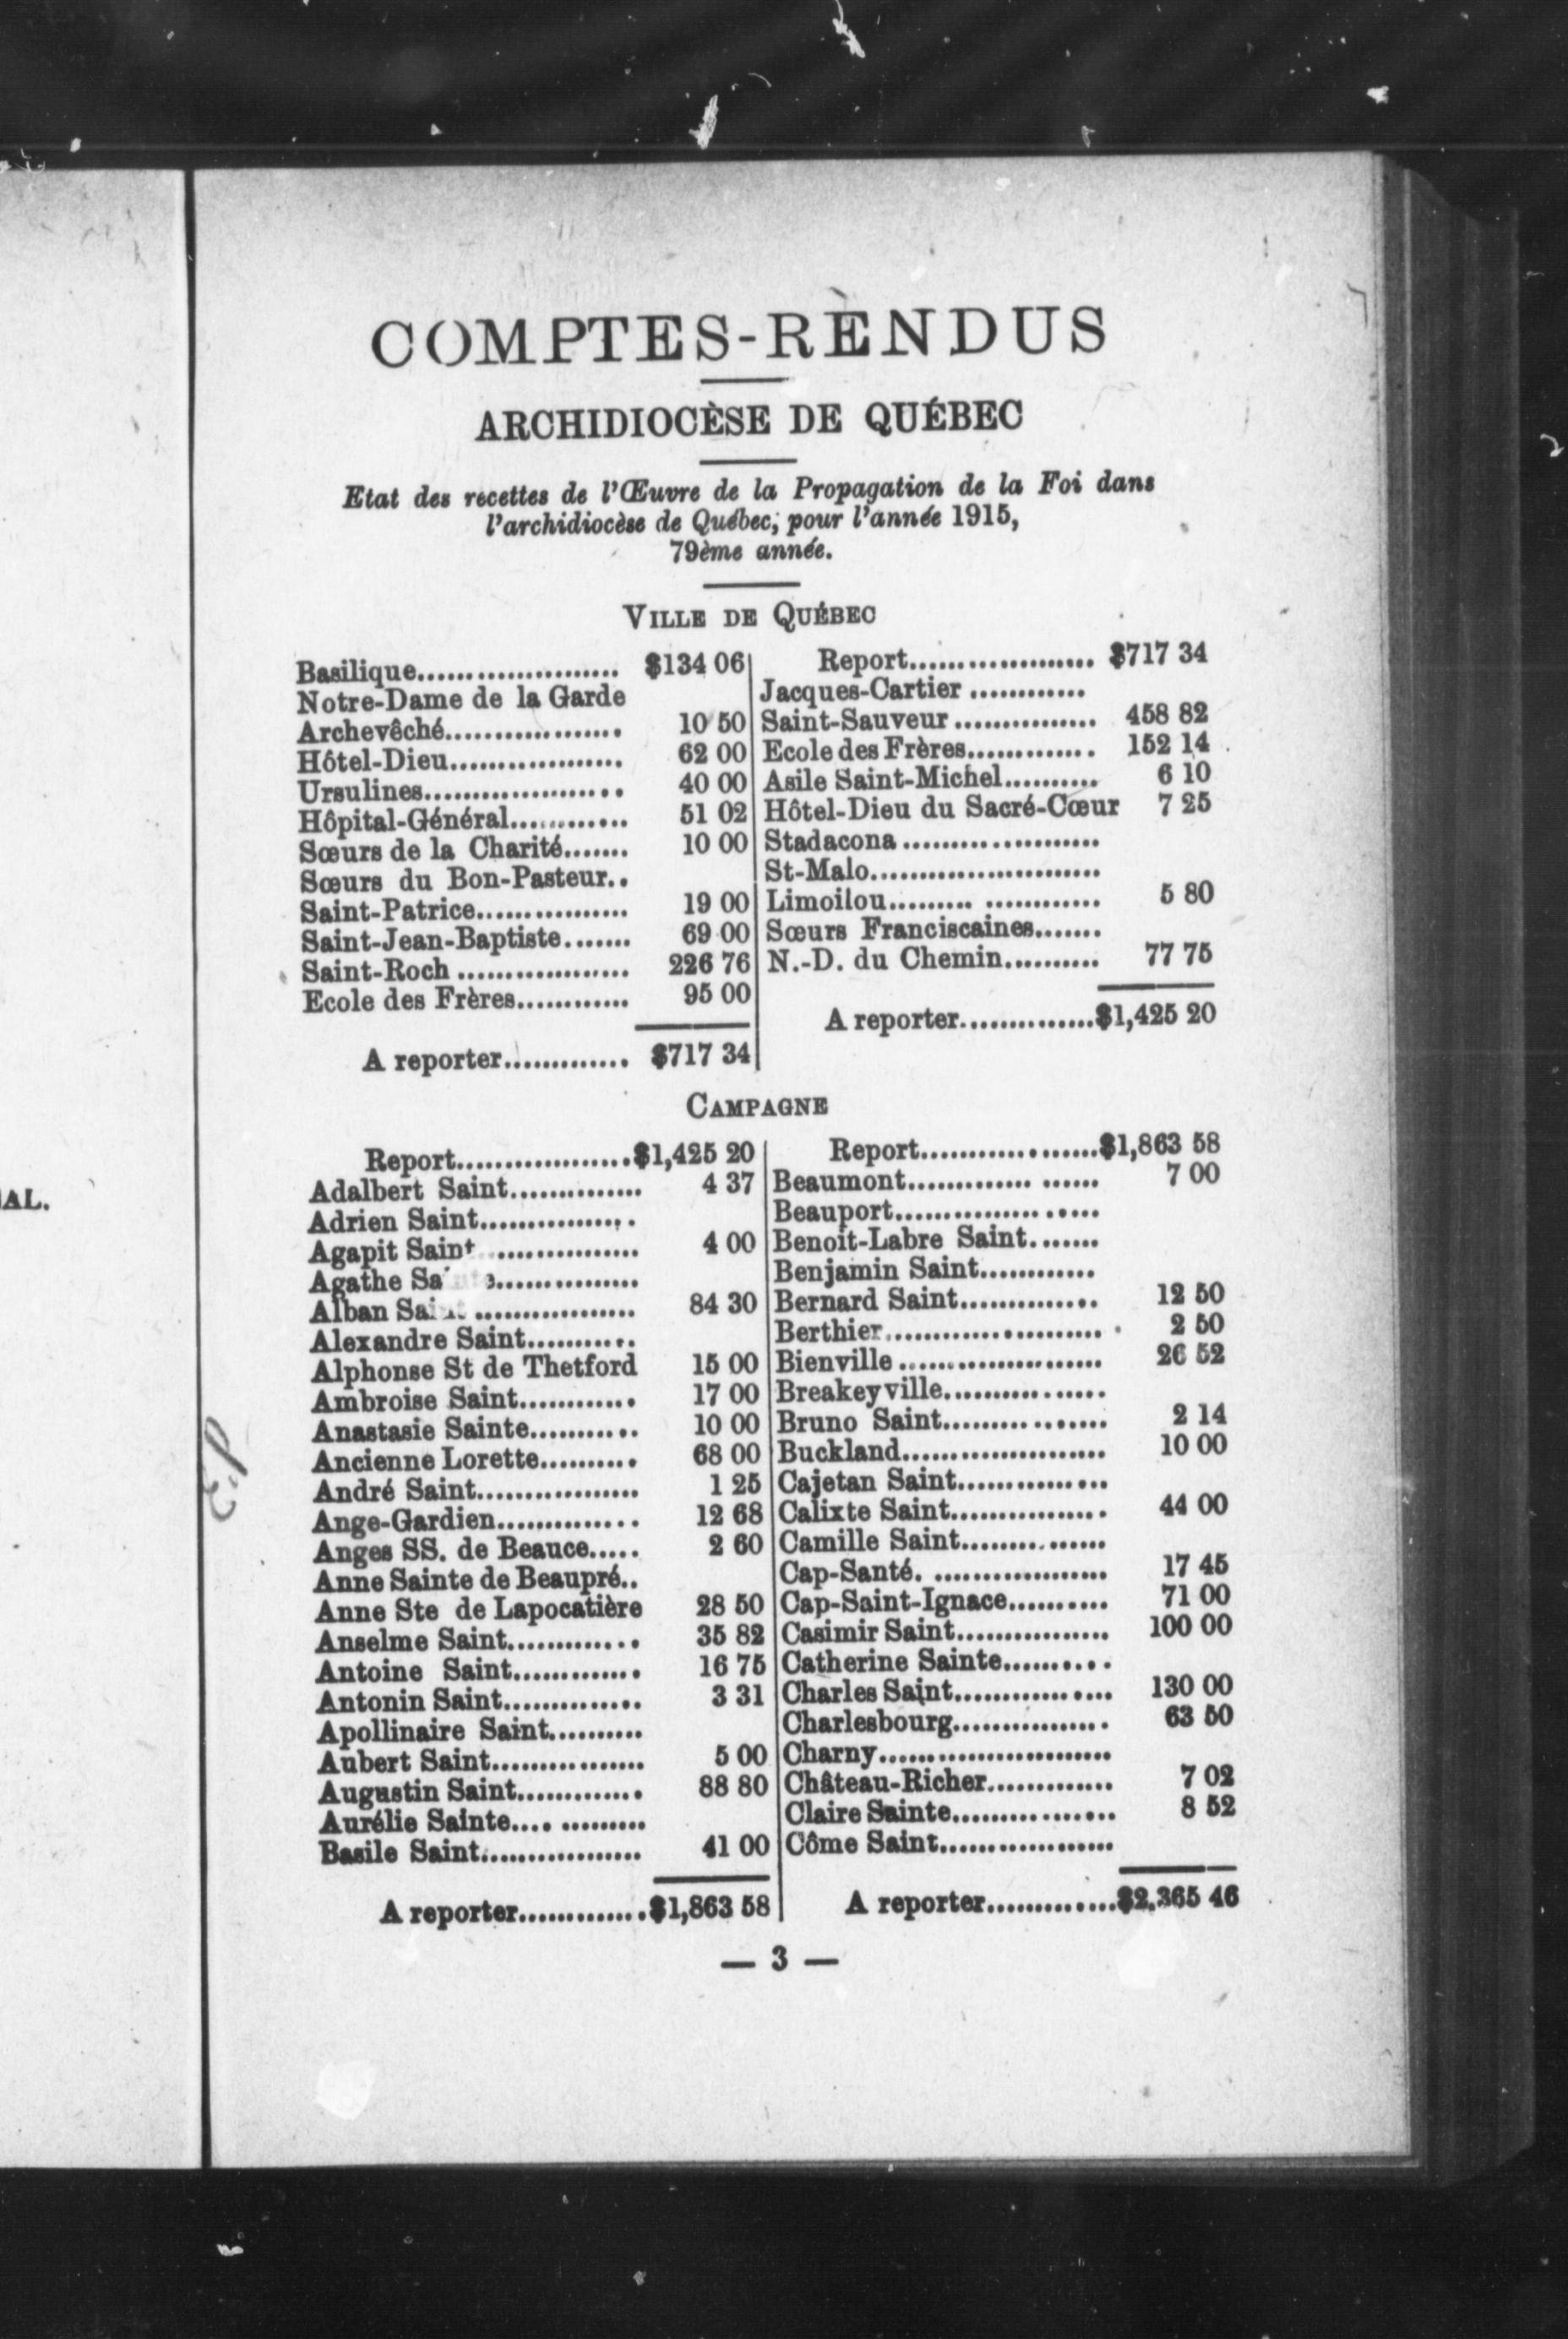 COMPTES-RENDUS
ARCHIDIOCÈSE DE QUÉBEC
Etat des recettes de l'Œuvre de la Propagation de la Foi dans
l'archidiocèse de Québec, pour l'année 1915,
79ème année.
VILLE DE QUÉBEC
Basilique..................... $134 06
Notre-Dame de la Garde
Archevêché.................. 10 50
Hôtel-Dieu.................. 62 00
Ursulines.................... 40 00
Hôpital-Général............ 51 02
Sœurs de la Charité....... 10 00
Sœurs du Bon-Pasteur..
Saint-Patrice................ 19 00
Saint-Jean-Baptiste....... 69 00
Saint-Roch .................. 226 76
Ecole des Frères............ 95 00
A reporter............. $717 34
Report.................... $717 34
Jacques-Cartier ............
Saint-Sauveur ............... 458 82
Ecole des Frères............. 152 14
Asile Saint-Michel.......... 6 10
Hôtel-Dieu du Sacré-Cœur 7 25
Stadacona ....................
St-Malo........................
Limoilou......... ............ 5 80
Sœurs Franciscaines.......
N.-D. du Chemin.......... 77 75
A reporter...............$1,425 20
CAMPAGNE
Report..................$1,425 20
Adalbert Saint.............. 4 37
Adrien Saint................
Agapit Saint ............... 4 00
Agathe Sainte...............
Alban Saint ................. 84 30
Alexandre Saint...........
Alphonse St de Thetford 15 00
Ambroise Saint............ 17 00
Anastasie Sainte........... 10 00
Ancienne Lorette.......... 68 00
André Saint................. 1 25
Ange-Gardien.............. 12 68
Anges SS. de Beauce..... 2 60
Anne Sainte de Beaupré..
Anne Ste de Lapocatière 28 50
Anselme Saint............. 35 82
Antoine Saint............. 16 75
Antonin Saint.............. 3 31
Apollinaire Saint..........
Aubert Saint................ 5 00
Augustin Saint............. 88 80
Aurélie Sainte.... .........
Basile Saint................. 41 00
A reporter..............$1,863 58
Report..................$1,863 58
Beaumont............. ...... 7 00
Beauport.....................
Benoit-Labre Saint.......
Benjamin Saint............
Bernard Saint.............. 12 50
Berthier....................... 2 50
Bienville ..................... 26 52
Breakeyville.................
Bruno Saint................. 2 14
Buckland...................... 10 00
Cajetan Saint................
Calixte Saint................ 44 00
Camille Saint...............
Cap-Santé. .................. 17 45
Cap-Saint-Ignace.......... 71 00
Casimir Saint................ 100 00
Catherine Sainte..........
Charles Saint................ 130 00
Charlesbourg................ 63 50
Charny........................
Château-Richer............. 7 02
Claire Sainte................ 8 52
Côme Saint..................
A reporter..............$2,365 46
— 3 —
AL.
p.3